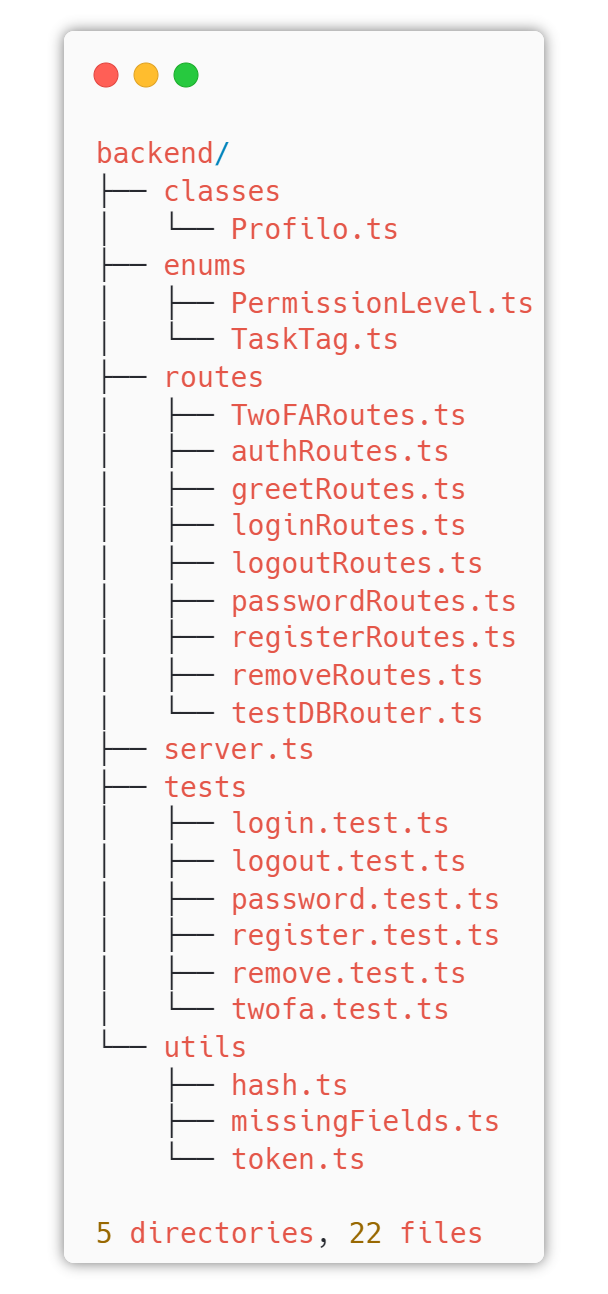 backend/
├── classes
│   └── Profilo.ts
├── enums
│   ├── PermissionLevel.ts
│   └── TaskTag.ts
├── routes
│   ├── TwoFARoutes.ts
│   ├── authRoutes.ts
│   ├── greetRoutes.ts
│   ├── loginRoutes.ts
│   ├── logoutRoutes.ts
│   ├── passwordRoutes.ts
│   ├── registerRoutes.ts
│   ├── removeRoutes.ts
│   └── testDBRouter.ts
├── server.ts
├── tests
│   ├── login.test.ts
│   ├── logout.test.ts
│   ├── password.test.ts
│   ├── register.test.ts
│   ├── remove.test.ts
│   └── twofa.test.ts
└── utils
    ├── hash.ts
    ├── missingFields.ts
    └── token.ts
5 directories, 22 files